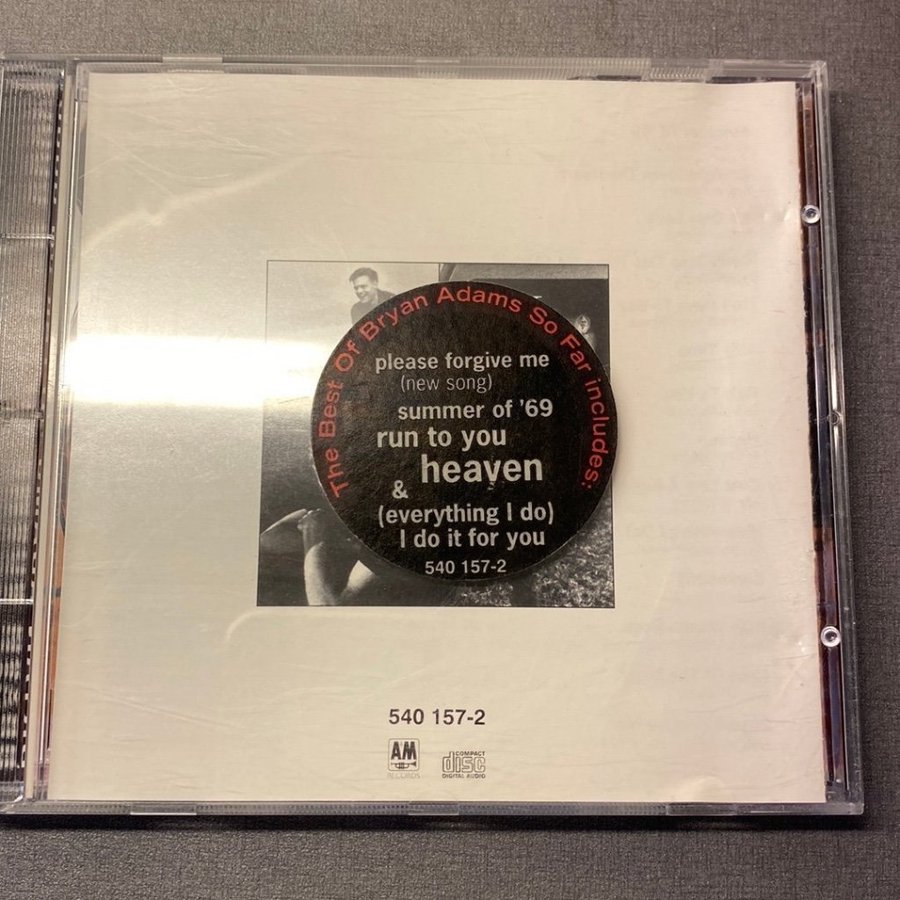 The Best Of Bryan Adams So Far includes:
please forgive me
(new song)
summer of '69
run to you
heaven
&
(everything I do)
I do it for you
540 157-2
540 157-2
AM
RECORDS
COMPACT
disc
DIGITAL AUDIO